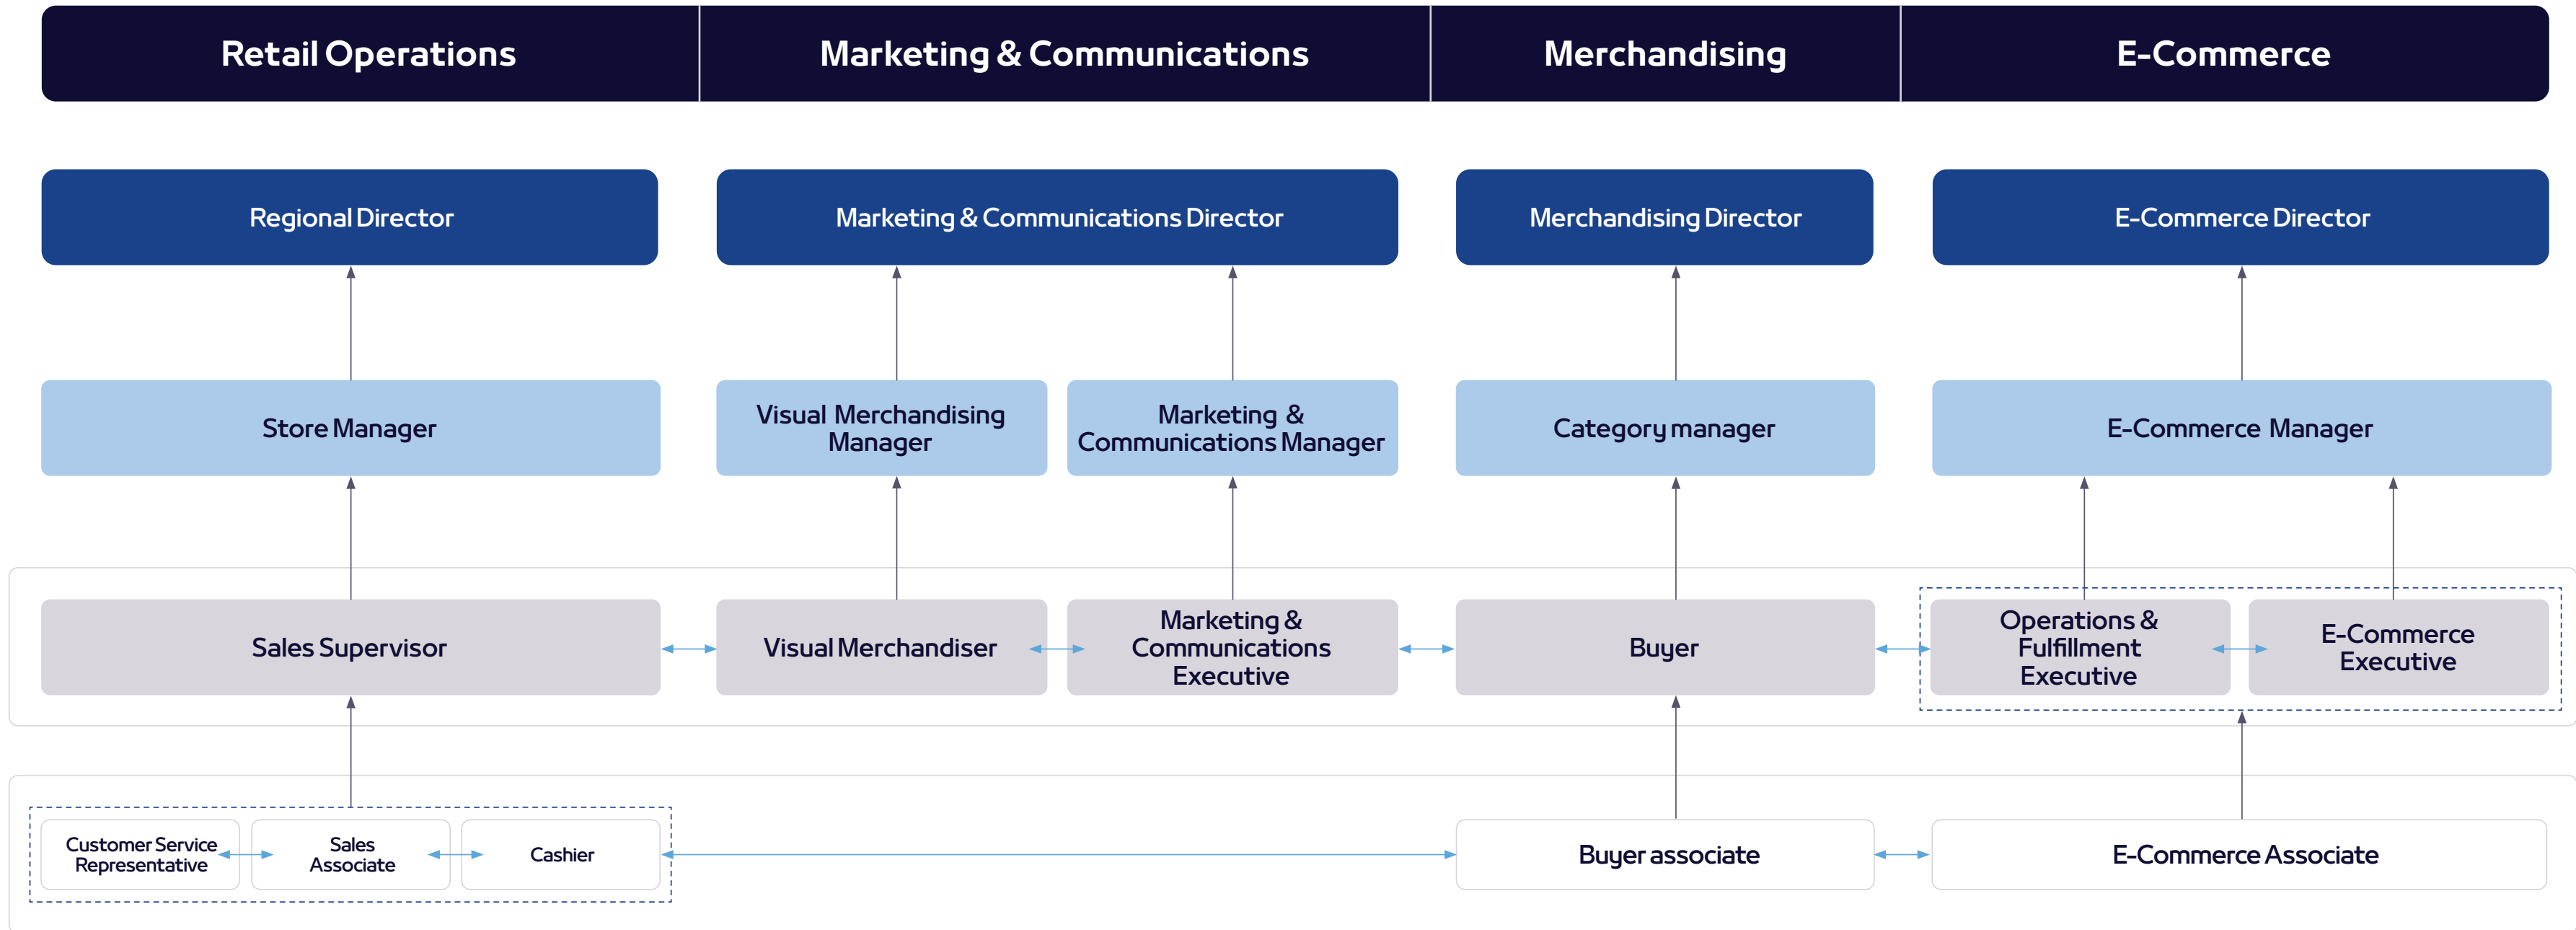 Retail Operations
Marketing & Communications
Merchandising
E-Commerce
Regional Director
Marketing & Communications Director
Merchandising Director
E-Commerce Director
Store Manager
Visual Merchandising
Manager
Marketing &
Communications Manager
Category manager
E-Commerce Manager
Sales Supervisor
Visual Merchandiser
Marketing &
Communications
Executive
Buyer
Operations &
Fulfillment
Executive
E-Commerce
Executive
Customer Service
Representative
Sales
Associate
Cashier
Buyer associate
E-Commerce Associate